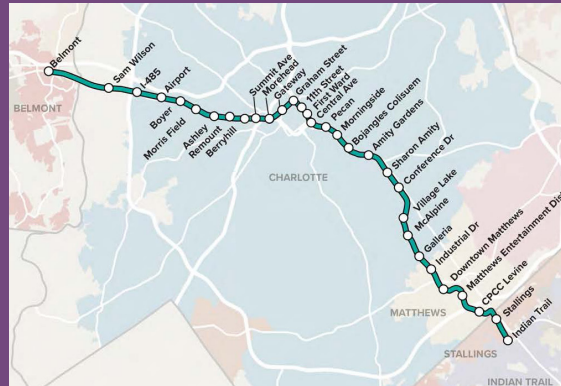 Belmont
Sam Wilson
I-485
Airport
Boyer
Morris Field
Ashley
Remount
Berryhill
Summit Ave
Morehead
Gateway
Graham Street
11th Street
First Ward
Central Ave
Pecan
Morningside
Bojangles Colisuem
Amity Gardens
Sharon Amity
Conference Dr
Village Lake
McAlpine
Galleria
Industrial Dr
Downtown Matthews
Matthews Entertainment Dis
CPCC Levine
Stallings
Indian Trail
BELMONT
CHARLOTTE
MATTHEWS
STALLINGS
INDIAN TRAIL